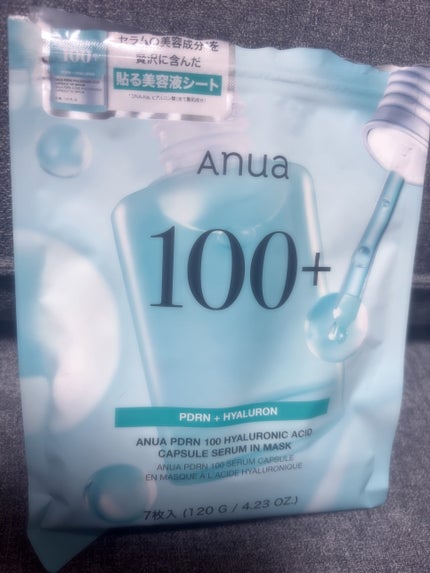 セラムの美容成分*を
贅沢に含んだ
貼る美容液シート
100+
Anua
100+
PDRN + HYALURON
ANUA PDRN 100 HYALURONIC ACID
CAPSULE SERUM IN MASK
ANUA PDRN 100 SÉRUM CAPSULE
EN MASQUE À L'ACIDE HYALURONIQUE
7枚入 (120 G / 4.23 OZ.)